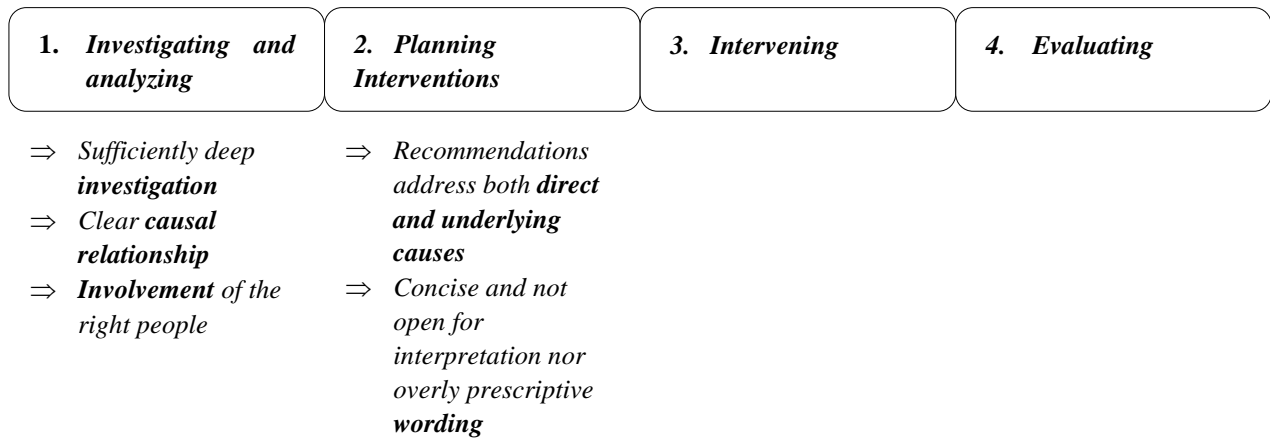 1. Investigating and
analyzing
2. Planning
Interventions
3. Intervening
4. Evaluating
⇒ Sufficiently deep
investigation
⇒ Clear causal
relationship
⇒ Involvement of the
right people
⇒ Recommendations
address both direct
and underlying
causes
⇒ Concise and not
open for
interpretation nor
overly prescriptive
wording